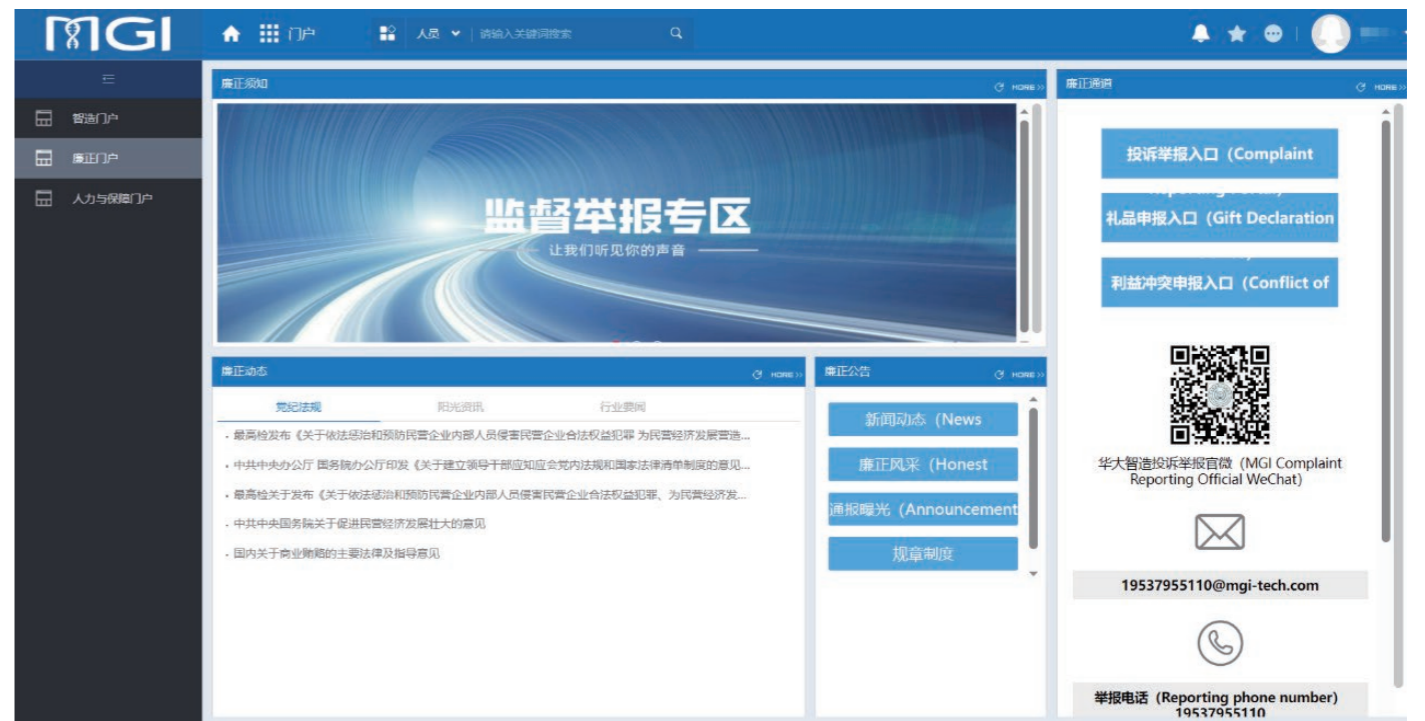 MGI
门户
人员
请输入关键词搜索
智造门户
廉正门户
人力与保障门户
廉正须知
MORE >>
监督举报专区
让我们听见你的声音
廉正动态
MORE >>
党纪法规
阳光资讯
行业要闻
· 最高检发布《关于依法惩治和预防民营企业内部人员侵害民营企业合法权益犯罪 为民营经济发展营造...
· 中共中央办公厅 国务院办公厅印发《关于建立领导干部应知应会党内法规和国家法律清单制度的意见...
· 最高检关于发布《关于依法惩治和预防民营企业内部人员侵害民营企业合法权益犯罪、为民营经济发...
· 中共中央国务院关于促进民营经济发展壮大的意见
· 国内关于商业贿赂的主要法律及指导意见
廉正公告
MORE >>
新闻动态（News
廉正风采（Honest
通报曝光（Announcement
规章制度
廉正通道
MORE >>
投诉举报入口（Complaint
礼品申报入口（Gift Declaration
利益冲突申报入口（Conflict of
华大智造投诉举报官微（MGI Complaint
Reporting Official WeChat）
19537955110@mgi-tech.com
举报电话（Reporting phone number）
19537955110